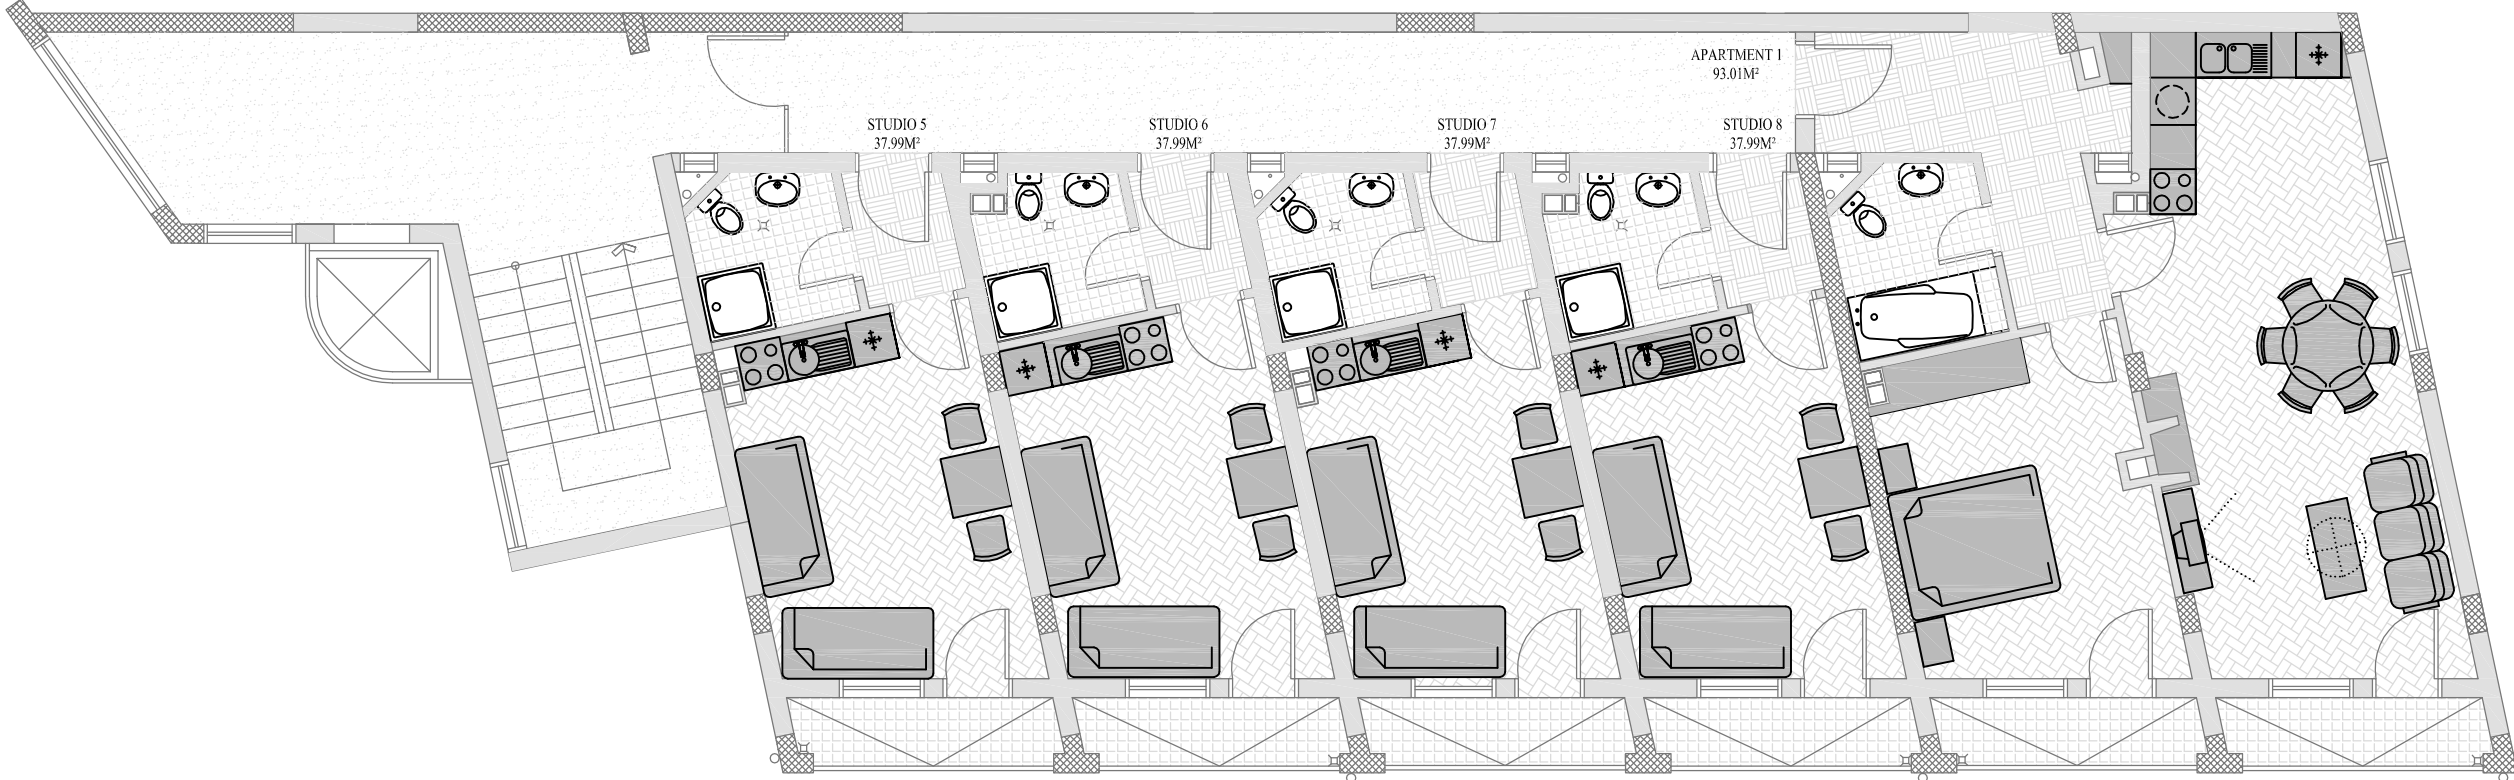 APARTMENT 1
93.01M²
STUDIO 5
37.99M²
STUDIO 6
37.99M²
STUDIO 7
37.99M²
STUDIO 8
37.99M²